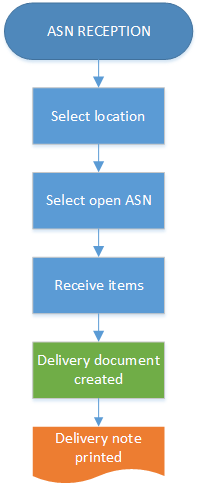 ASN RECEPTION
Select location
Select open ASN
Receive items
Delivery document
created
Delivery note
printed